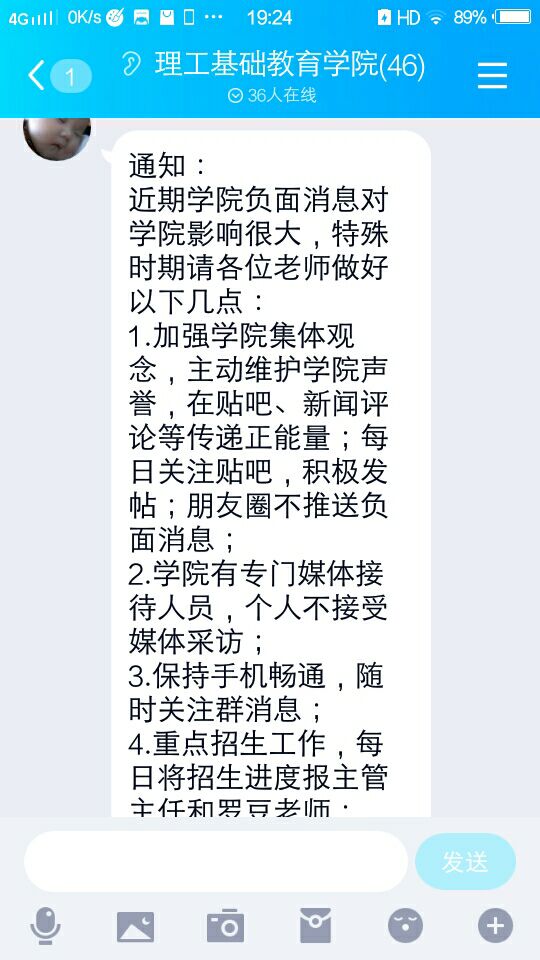 4G 0K/s ... 19:24 HD 89%
1 理工基础教育学院(46)
36人在线
通知：
近期学院负面消息对
学院影响很大，特殊
时期请各位老师做好
以下几点：
1.加强学院集体观
念，主动维护学院声
誉，在贴吧、新闻评
论等传递正能量；每
日关注贴吧，积极发
帖；朋友圈不推送负
面消息；
2.学院有专门媒体接
待人员，个人不接受
媒体采访；
3.保持手机畅通，随
时关注群消息；
4.重点招生工作，每
日将招生进度报主管
主任和罗豆老师；
发送